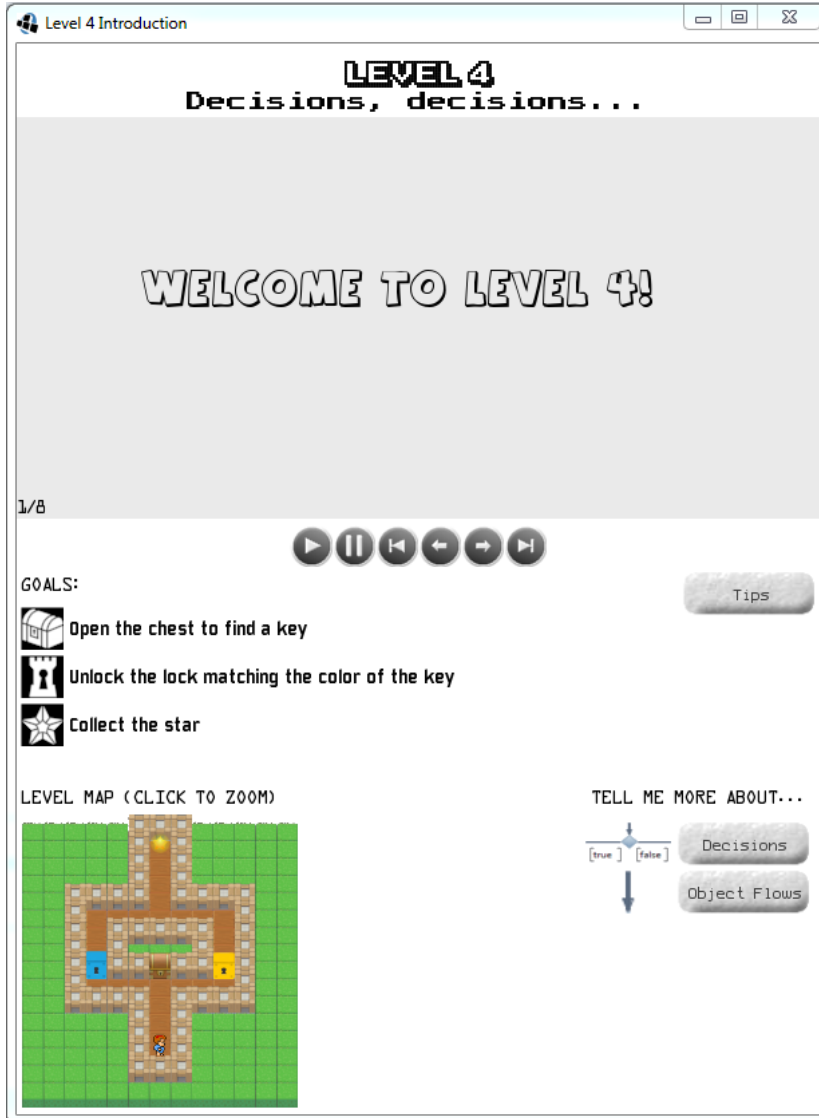 Level 4 Introduction
LEVEL 4
Decisions, decisions...
WELCOME TO LEVEL 4!
1/8
GOALS:
Tips
Open the chest to find a key
Unlock the lock matching the color of the key
Collect the star
LEVEL MAP (CLICK TO ZOOM)
TELL ME MORE ABOUT...
[true ] [false ]
Decisions
Object Flows